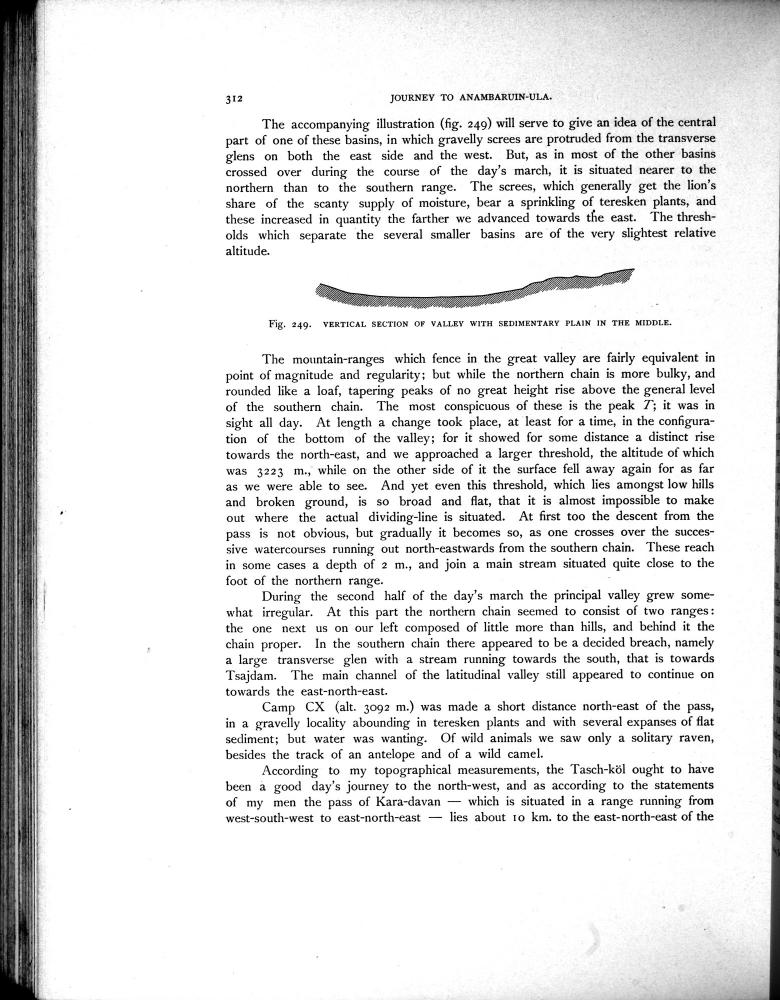 312
JOURNEY TO ANAMBARUIN-ULA.
The accompanying illustration (fig. 249) will serve to give an idea of the central
part of one of these basins, in which gravelly screes are protruded from the transverse
glens on both the east side and the west. But, as in most of the other basins
crossed over during the course of the day's march, it is situated nearer to the
northern than to the southern range. The screes, which generally get the lion's
share of the scanty supply of moisture, bear a sprinkling of teresken plants, and
these increased in quantity the farther we advanced towards the east. The thresh-
olds which separate the several smaller basins are of the very slightest relative
altitude.
Fig. 249. VERTICAL SECTION OF VALLEY WITH SEDIMENTARY PLAIN IN THE MIDDLE.
The mountain-ranges which fence in the great valley are fairly equivalent in
point of magnitude and regularity; but while the northern chain is more bulky, and
rounded like a loaf, tapering peaks of no great height rise above the general level
of the southern chain. The most conspicuous of these is the peak T; it was in
sight all day. At length a change took place, at least for a time, in the configura-
tion of the bottom of the valley; for it showed for some distance a distinct rise
towards the north-east, and we approached a larger threshold, the altitude of which
was 3223 m., while on the other side of it the surface fell away again for as far
as we were able to see. And yet even this threshold, which lies amongst low hills
and broken ground, is so broad and flat, that it is almost impossible to make
out where the actual dividing-line is situated. At first too the descent from the
pass is not obvious, but gradually it becomes so, as one crosses over the succes-
sive watercourses running out north-eastwards from the southern chain. These reach
in some cases a depth of 2 m., and join a main stream situated quite close to the
foot of the northern range.
During the second half of the day's march the principal valley grew some-
what irregular. At this part the northern chain seemed to consist of two ranges:
the one next us on our left composed of little more than hills, and behind it the
chain proper. In the southern chain there appeared to be a decided breach, namely
a large transverse glen with a stream running towards the south, that is towards
Tsajdam. The main channel of the latitudinal valley still appeared to continue on
towards the east-north-east.
Camp CX (alt. 3092 m.) was made a short distance north-east of the pass,
in a gravelly locality abounding in teresken plants and with several expanses of flat
sediment; but water was wanting. Of wild animals we saw only a solitary raven,
besides the track of an antelope and of a wild camel.
According to my topographical measurements, the Tasch-köl ought to have
been a good day's journey to the north-west, and as according to the statements
of my men the pass of Kara-davan — which is situated in a range running from
west-south-west to east-north-east — lies about 10 km. to the east-north-east of the